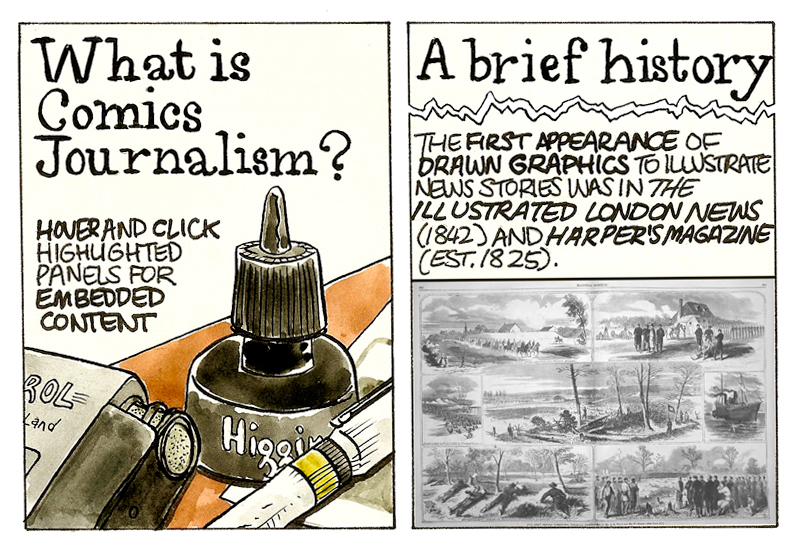 What is
Comics
Journalism?
HOVER AND CLICK
HIGHLIGHTED
PANELS FOR
EMBEDDED
CONTENT
ROL
land
Higgin
A brief history
THE FIRST APPEARANCE OF
DRAWN GRAPHICS TO ILLUSTRATE
NEWS STORIES WAS IN THE
ILLUSTRATED LONDON NEWS
(1842) AND HARPER'S MAGAZINE
(EST. 1825).